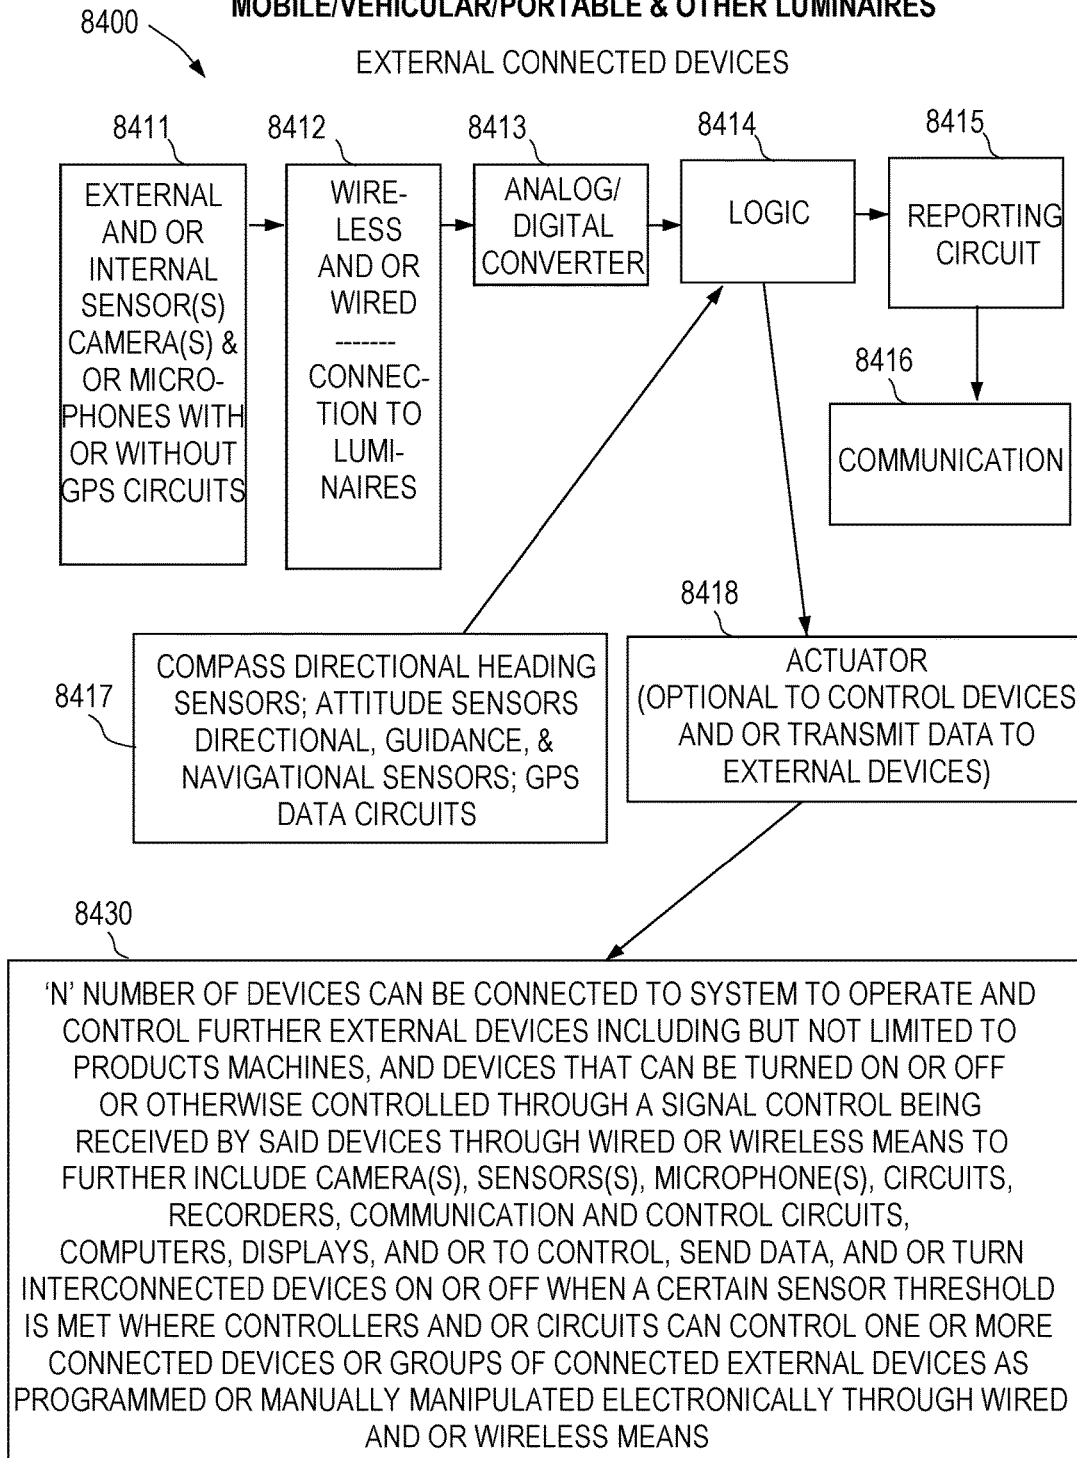 MOBILE/VEHICULAR/PORTABLE & OTHER LUMINAIRES
8400
EXTERNAL CONNECTED DEVICES
8411
EXTERNAL
AND OR
INTERNAL
SENSOR(S)
CAMERA(S) &
OR MICRO-
PHONES WITH
OR WITHOUT
GPS CIRCUITS
8412
WIRE-
LESS
AND OR
WIRED
-------
CONNEC-
TION TO
LUMI-
NAIRES
8413
ANALOG/
DIGITAL
CONVERTER
8414
LOGIC
8415
REPORTING
CIRCUIT
8416
COMMUNICATION
8417
COMPASS DIRECTIONAL HEADING
SENSORS; ATTITUDE SENSORS
DIRECTIONAL, GUIDANCE, &
NAVIGATIONAL SENSORS; GPS
DATA CIRCUITS
8418
ACTUATOR
(OPTIONAL TO CONTROL DEVICES
AND OR TRANSMIT DATA TO
EXTERNAL DEVICES)
8430
‘N’ NUMBER OF DEVICES CAN BE CONNECTED TO SYSTEM TO OPERATE AND
CONTROL FURTHER EXTERNAL DEVICES INCLUDING BUT NOT LIMITED TO
PRODUCTS MACHINES, AND DEVICES THAT CAN BE TURNED ON OR OFF
OR OTHERWISE CONTROLLED THROUGH A SIGNAL CONTROL BEING
RECEIVED BY SAID DEVICES THROUGH WIRED OR WIRELESS MEANS TO
FURTHER INCLUDE CAMERA(S), SENSORS(S), MICROPHONE(S), CIRCUITS,
RECORDERS, COMMUNICATION AND CONTROL CIRCUITS,
COMPUTERS, DISPLAYS, AND OR TO CONTROL, SEND DATA, AND OR TURN
INTERCONNECTED DEVICES ON OR OFF WHEN A CERTAIN SENSOR THRESHOLD
IS MET WHERE CONTROLLERS AND OR CIRCUITS CAN CONTROL ONE OR MORE
CONNECTED DEVICES OR GROUPS OF CONNECTED EXTERNAL DEVICES AS
PROGRAMMED OR MANUALLY MANIPULATED ELECTRONICALLY THROUGH WIRED
AND OR WIRELESS MEANS